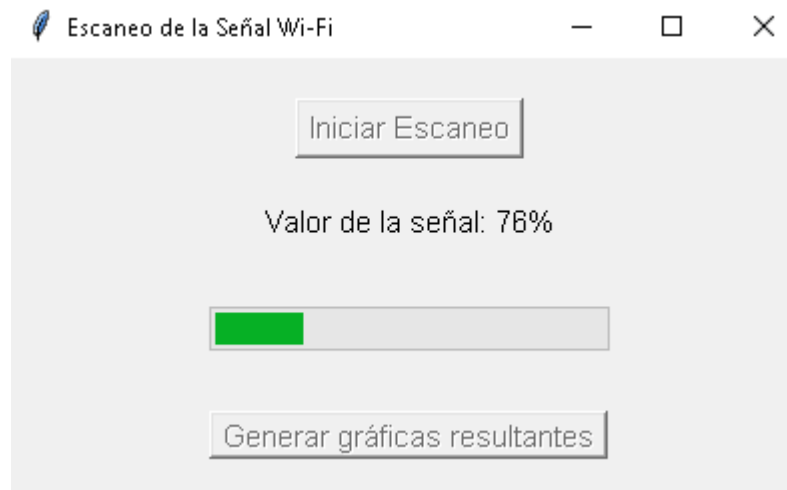 Escaneo de la Señal Wi-Fi
Iniciar Escaneo
Valor de la señal: 76%
Generar gráficas resultantes